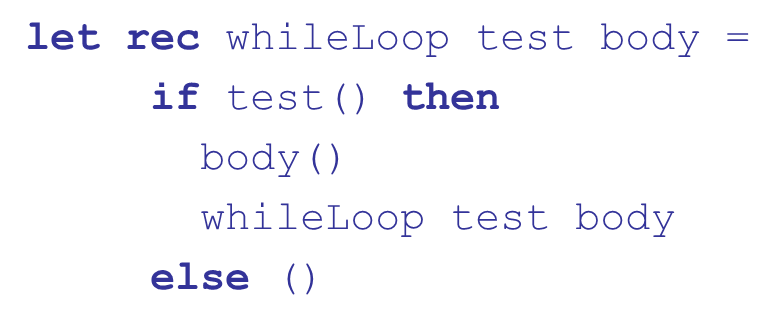 let rec whileLoop test body =
if test() then
body()
whileLoop test body
else ()